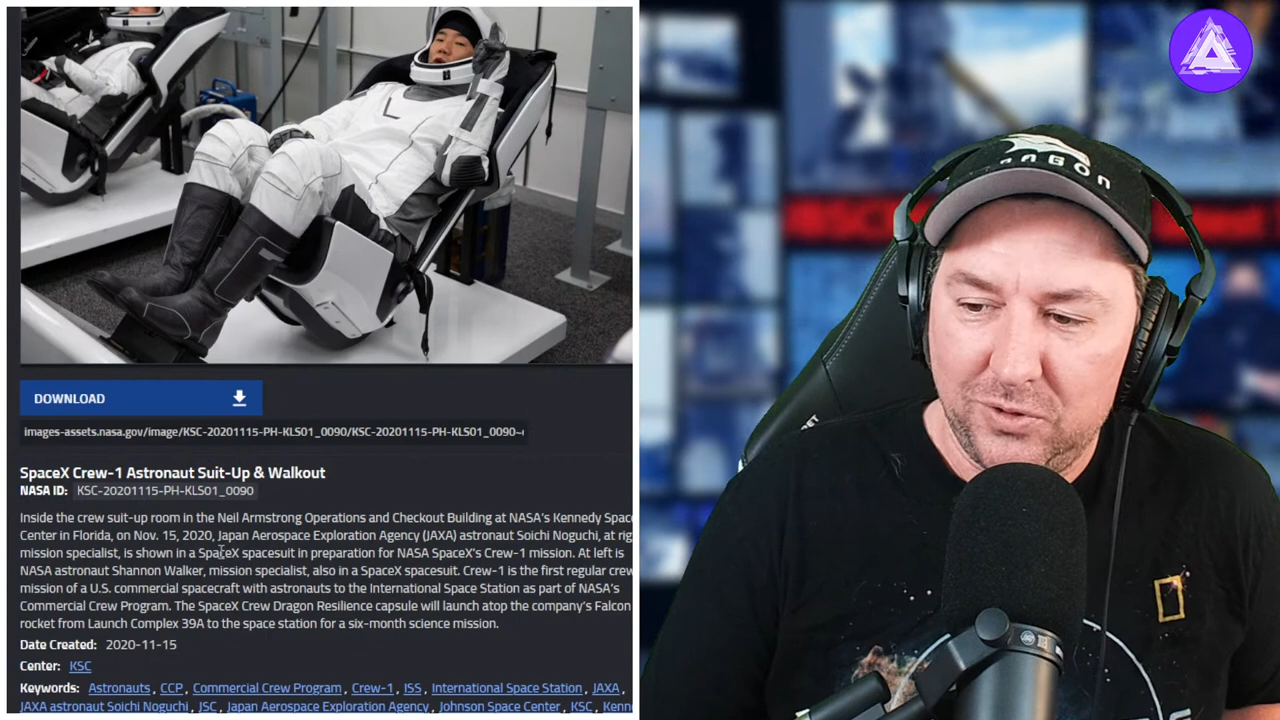 DOWNLOAD
images-assets.nasa.gov/image/KSC-20201115-PH-KLS01_0090/KSC-20201115-PH-KLS01_0090~
SpaceX Crew-1 Astronaut Suit-Up & Walkout
NASA ID: KSC-20201115-PH-KLS01_0090
Inside the crew suit-up room in the Neil Armstrong Operations and Checkout Building at NASA's Kennedy Spac
Center in Florida, on Nov. 15, 2020, Japan Aerospace Exploration Agency (JAXA) astronaut Soichi Noguchi, at rig
mission specialist, is shown in a SpaceX spacesuit in preparation for NASA SpaceX's Crew-1 mission. At left is
NASA astronaut Shannon Walker, mission specialist, also in a SpaceX spacesuit. Crew-1 is the first regular crew
mission of a U.S. commercial spacecraft with astronauts to the International Space Station as part of NASA's
Commercial Crew Program. The SpaceX Crew Dragon Resilience capsule will launch atop the company's Falcon
rocket from Launch Complex 39A to the space station for a six-month science mission.
Date Created: 2020-11-15
Center: KSC
Keywords: Astronauts, CCP, Commercial Crew Program, Crew-1, ISS, International Space Station, JAXA,
JAXA astronaut Soichi Noguchi, JSC, Japan Aerospace Exploration Agency, Johnson Space Center, KSC, Kenn